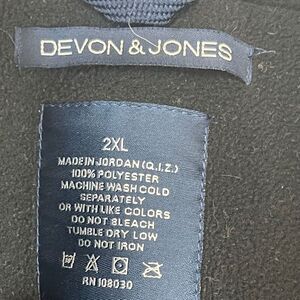 DEVON & JONES
2XL
MADE IN JORDAN (Q.I.Z.)
100% POLYESTER
MACHINE WASH COLD
SEPARATELY
OR WITH LIKE COLORS
DO NOT BLEACH
TUMBLE DRY LOW
DO NOT IRON
RN 108030